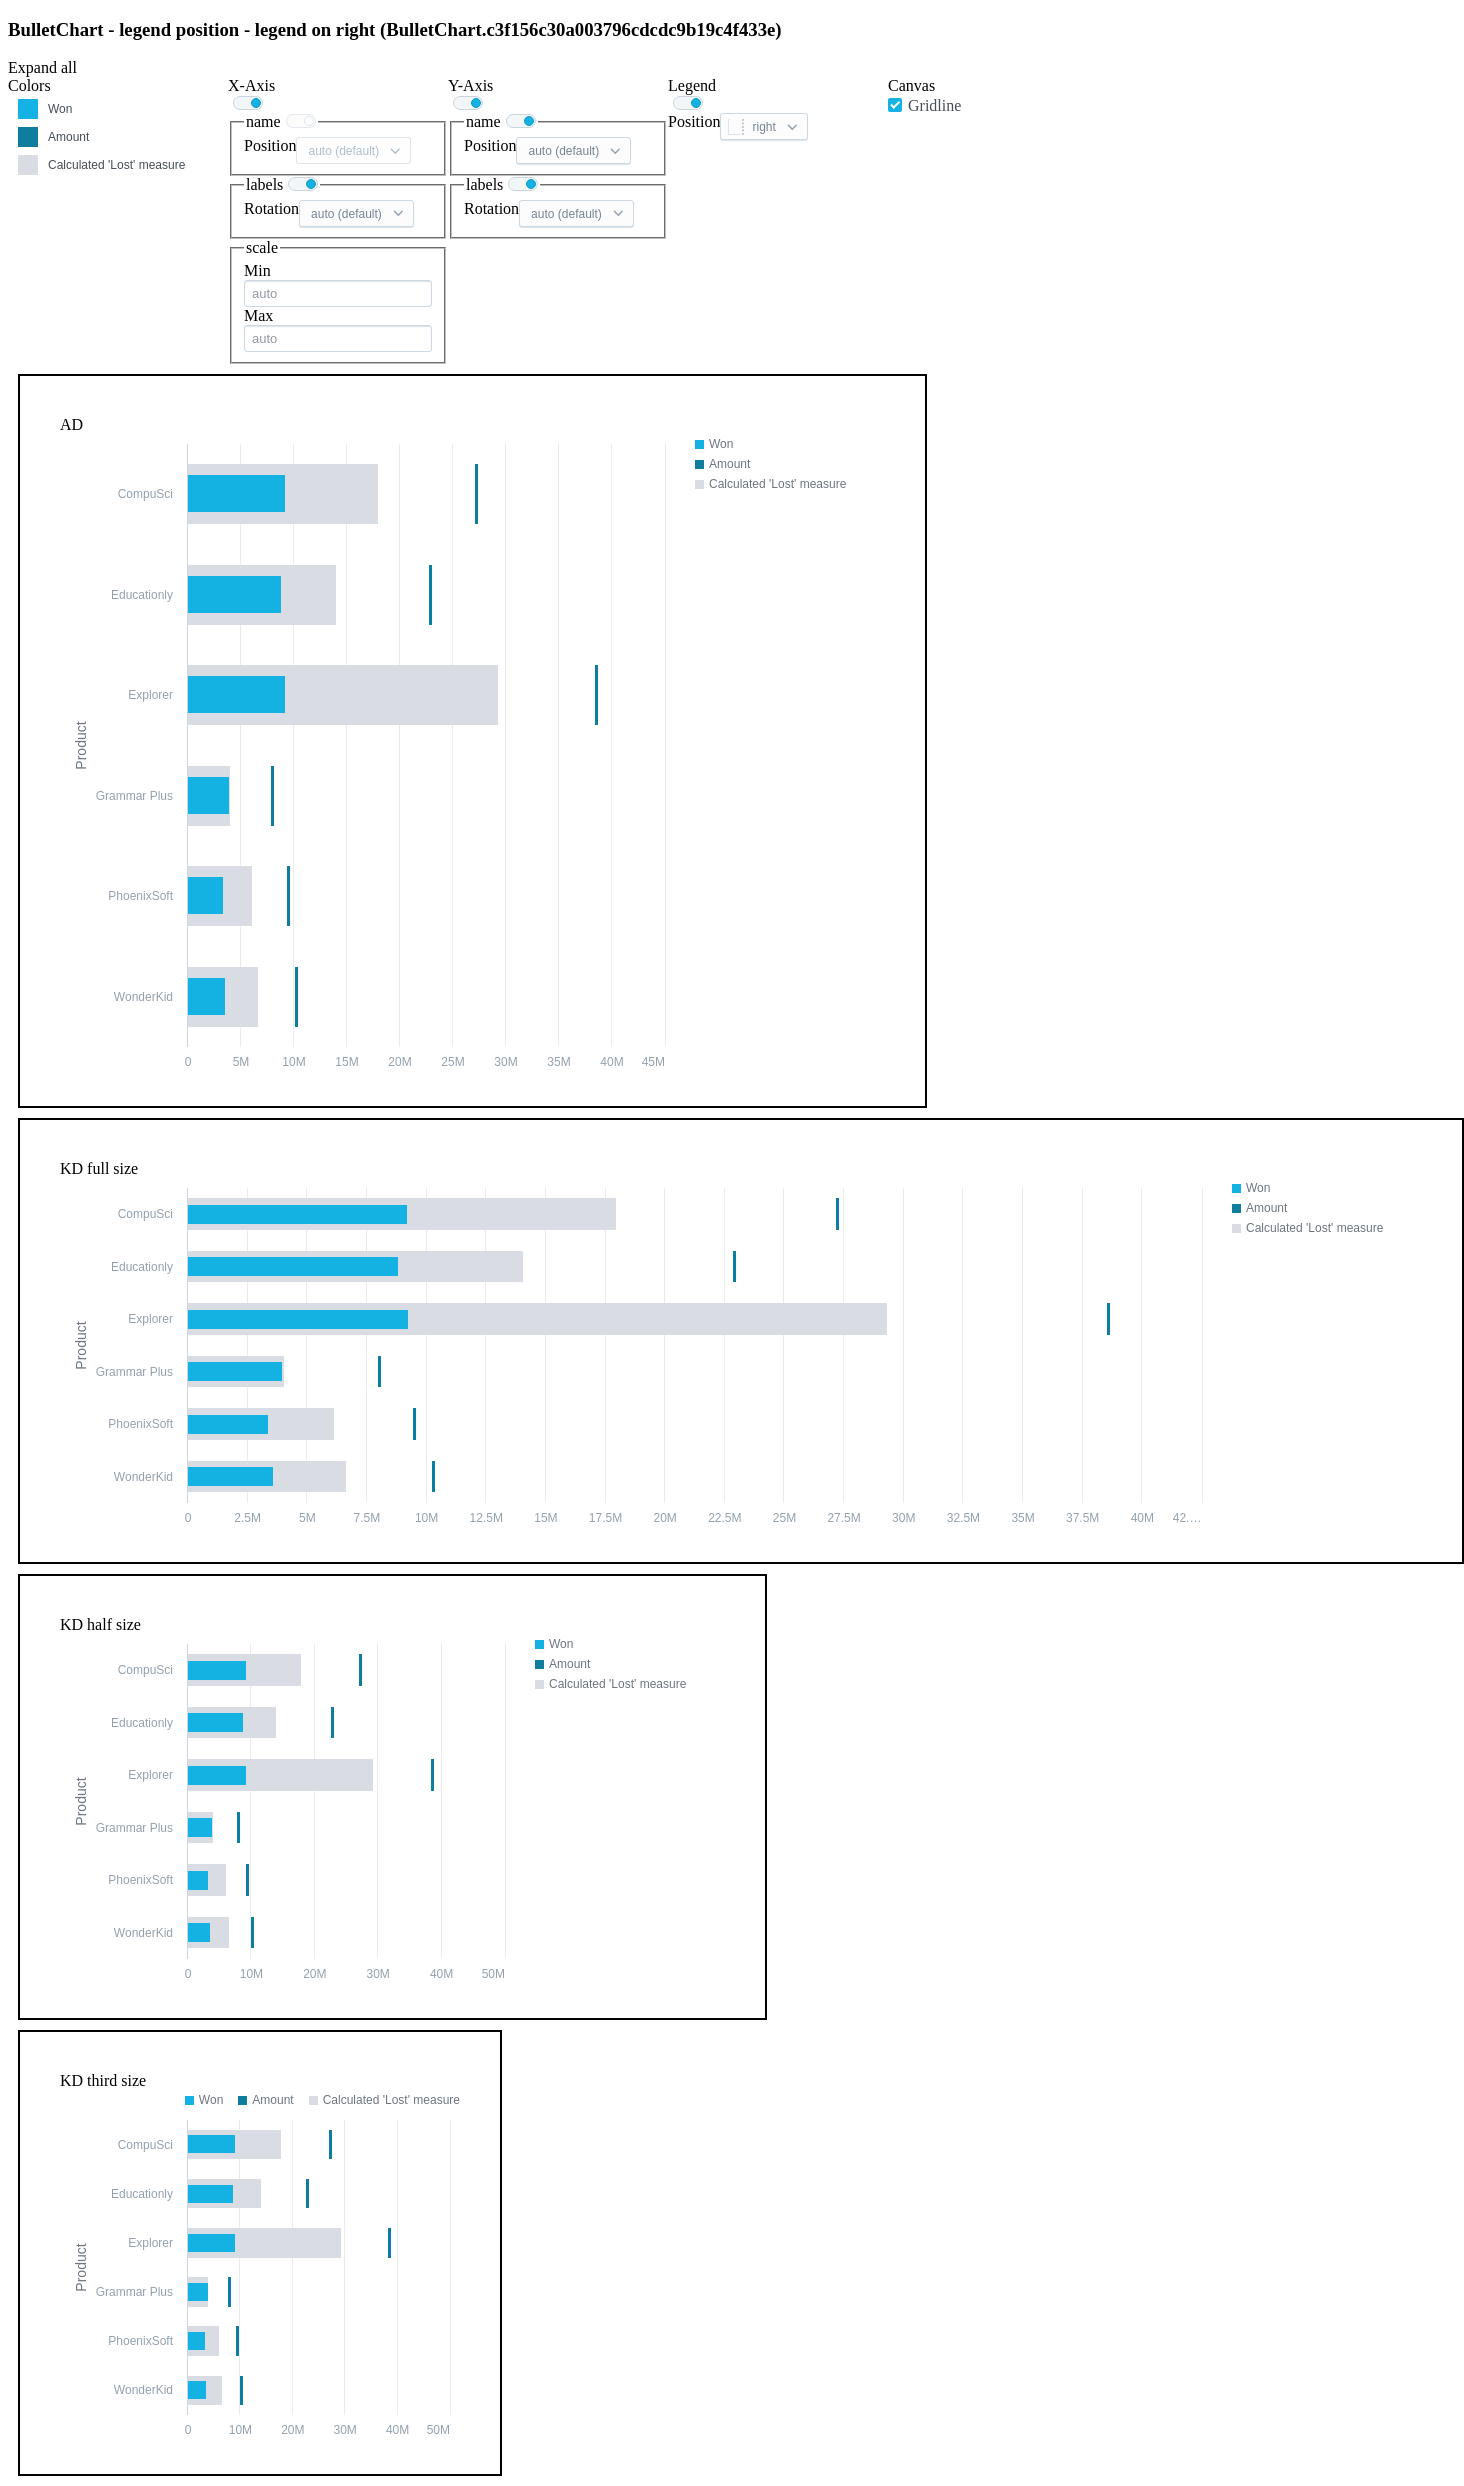 BulletChart - legend position - legend on right (BulletChart.c3f156c30a003796cdcdc9b19c4f433e)
Expand all
Colors
Won
Amount
Calculated 'Lost' measure
X-Axis
name
Position auto (default)
labels
Rotation auto (default)
scale
Min
auto
Max
auto
Y-Axis
name
Position auto (default)
labels
Rotation auto (default)
Legend
Position right
Canvas
Gridline
AD
Won
Amount
Calculated 'Lost' measure
Product
CompuSci
Educationly
Explorer
Grammar Plus
PhoenixSoft
WonderKid
0 5M 10M 15M 20M 25M 30M 35M 40M 45M
KD full size
Won
Amount
Calculated 'Lost' measure
Product
CompuSci
Educationly
Explorer
Grammar Plus
PhoenixSoft
WonderKid
0 2.5M 5M 7.5M 10M 12.5M 15M 17.5M 20M 22.5M 25M 27.5M 30M 32.5M 35M 37.5M 40M 42.…
KD half size
Won
Amount
Calculated 'Lost' measure
Product
CompuSci
Educationly
Explorer
Grammar Plus
PhoenixSoft
WonderKid
0 10M 20M 30M 40M 50M
KD third size
Won Amount Calculated 'Lost' measure
Product
CompuSci
Educationly
Explorer
Grammar Plus
PhoenixSoft
WonderKid
0 10M 20M 30M 40M 50M